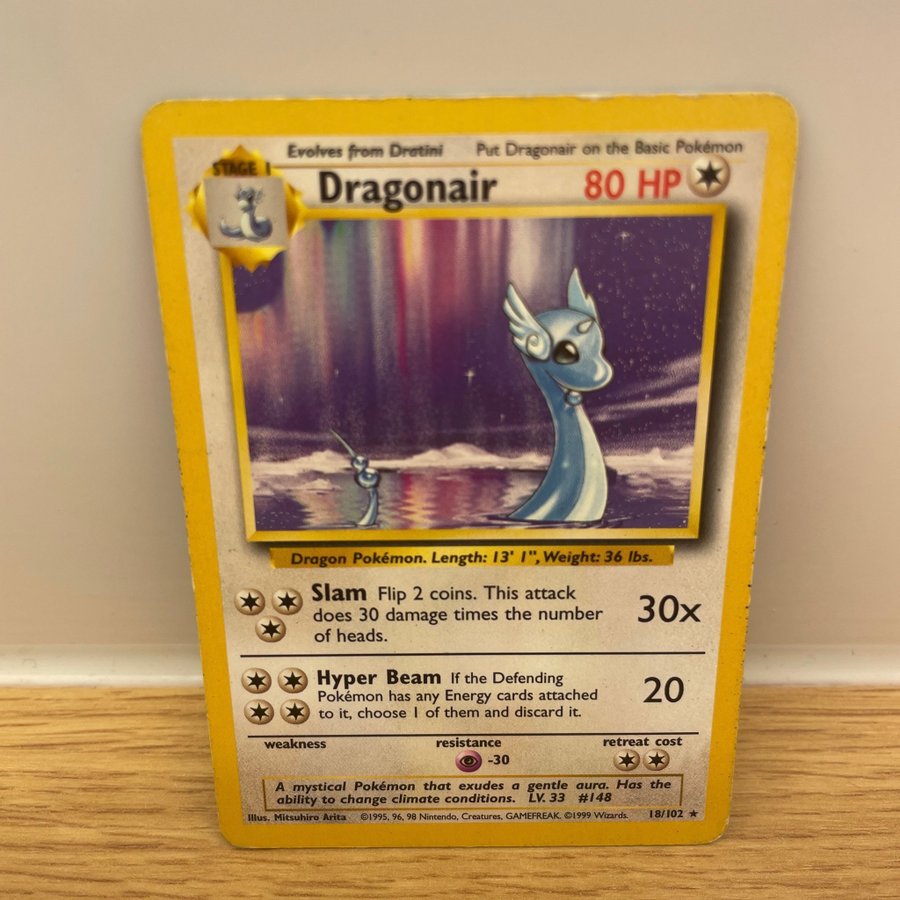 Evolves from Dratini Put Dragonair on the Basic Pokémon
STAGE 1
Dragonair 80 HP
Dragon Pokémon. Length: 13' 1", Weight: 36 lbs.
Slam Flip 2 coins. This attack
does 30 damage times the number
of heads.
30x
Hyper Beam If the Defending
Pokémon has any Energy cards attached
to it, choose 1 of them and discard it.
20
weakness resistance retreat cost
-30
A mystical Pokémon that exudes a gentle aura. Has the
ability to change climate conditions. LV. 33 #148
Illus. Mitsuhiro Arita ©1995, 96, 98 Nintendo, Creatures, GAMEFREAK. ©1999 Wizards. 18/102 ★